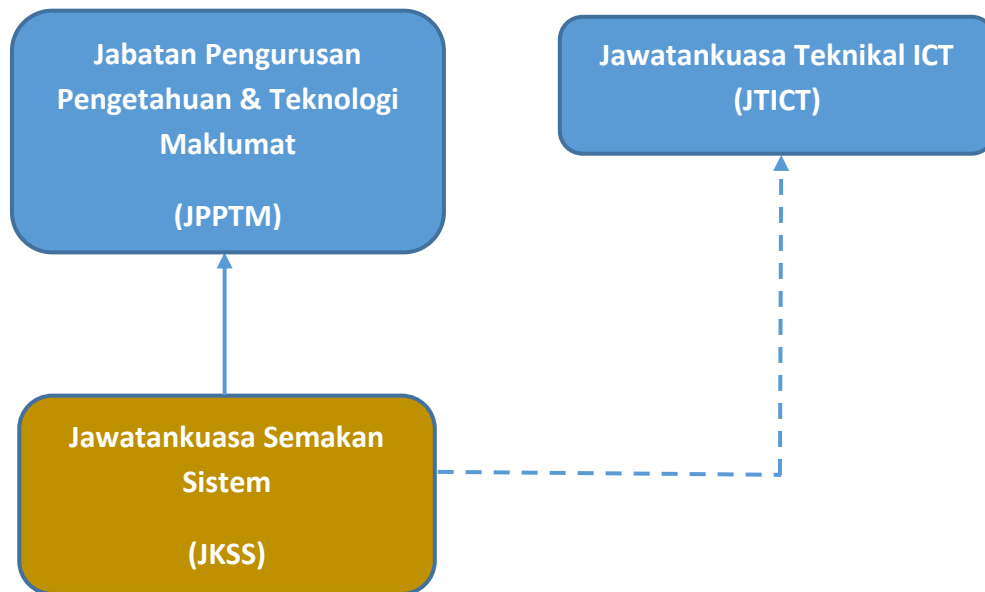 Jabatan Pengurusan
Pengetahuan & Teknologi
Maklumat
(JPPTM)
Jawatankuasa Teknikal ICT
(JTICT)
Jawatankuasa Semakan
Sistem
(JKSS)